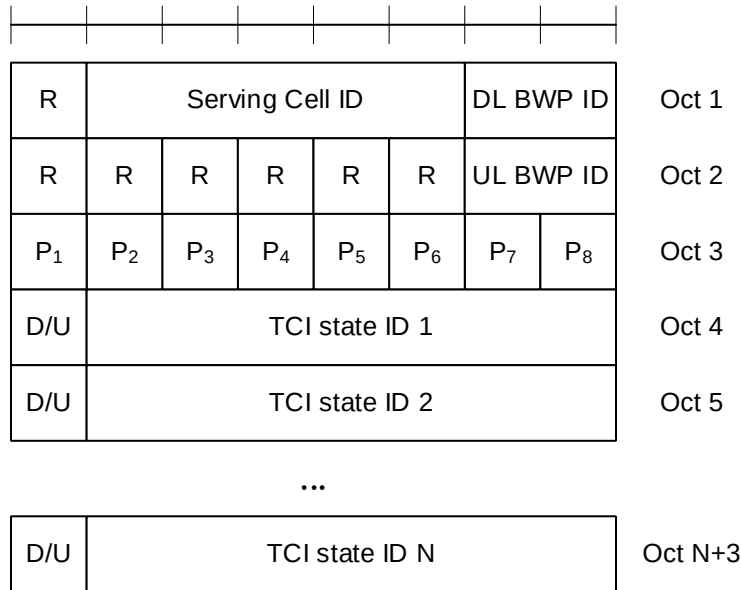 R Serving Cell ID DL BWP ID Oct 1
R R R R R R UL BWP ID Oct 2
P1 P2 P3 P4 P5 P6 P7 P8 Oct 3
D/U TCI state ID 1 Oct 4
D/U TCI state ID 2 Oct 5
...
D/U TCI state ID N Oct N+3